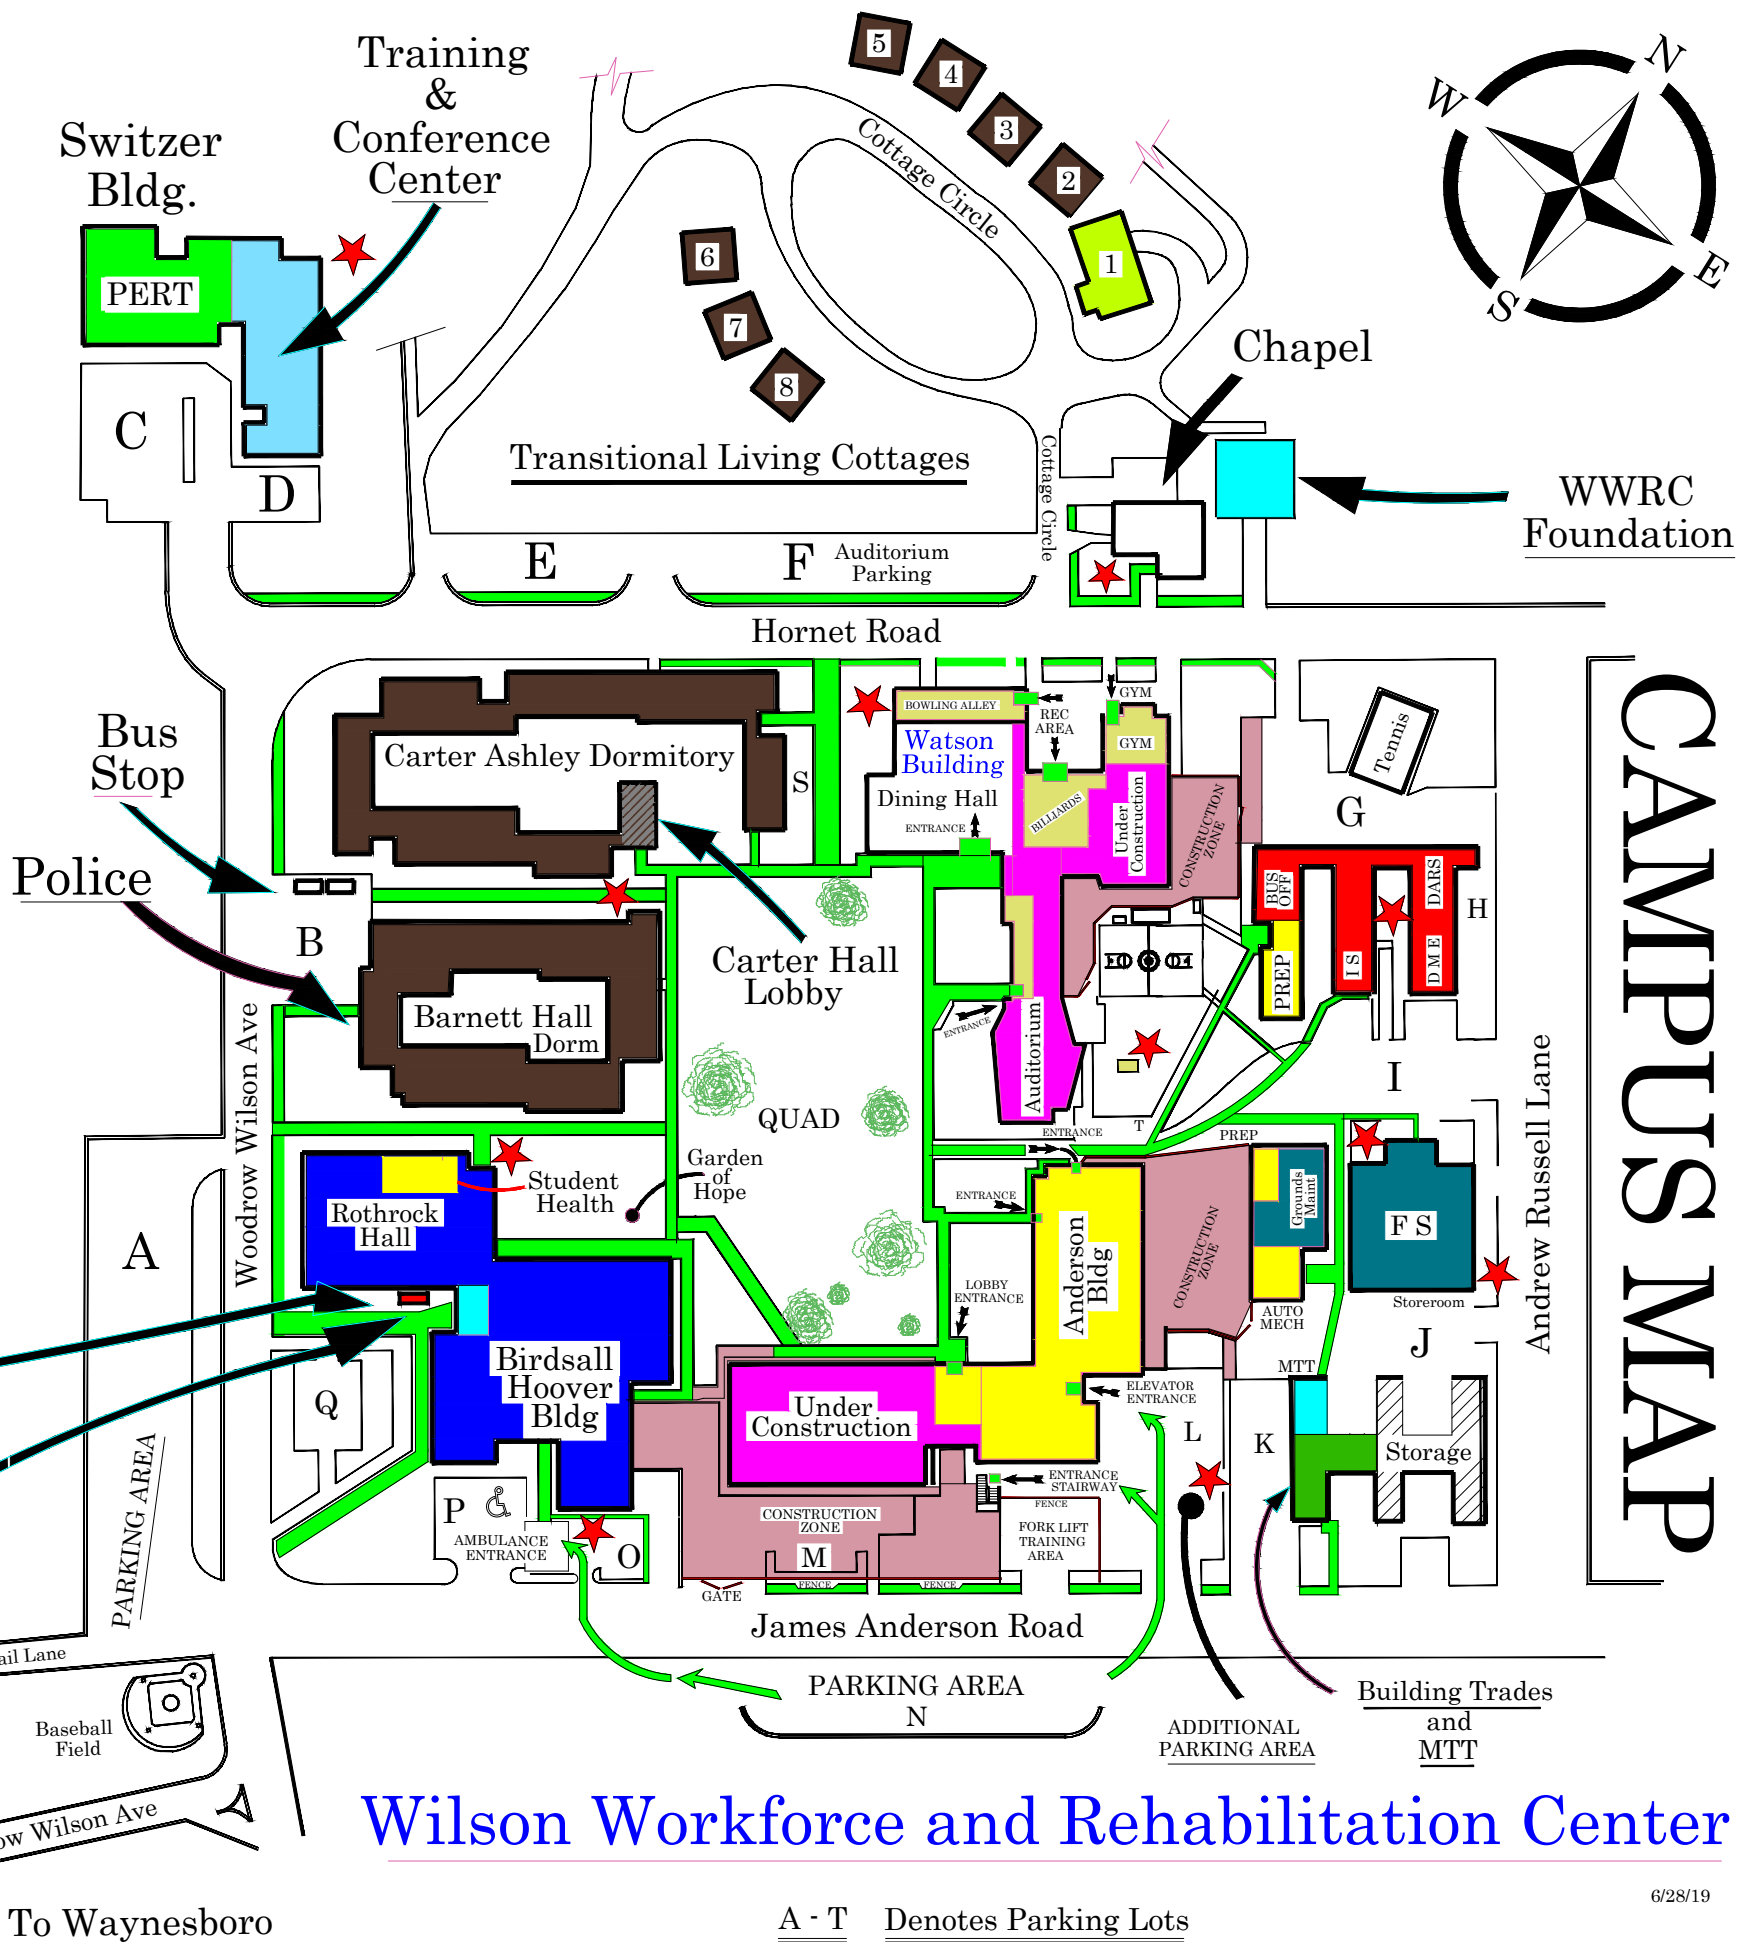 Training
&
Conference
Center
Switzer
Bldg.
PERT
5
4
3
2
1
6
7
8
Cottage Circle
N
W
E
S
Chapel
C
D
Transitional Living Cottages
Cottage Circle
WWRC
Foundation
E
F
Auditorium
Parking
Hornet Road
Bus
Stop
Police
Carter Ashley Dormitory
S
BOWLING ALLEY
REC
AREA
GYM
GYM
Watson
Building
Dining Hall
ENTRANCE
BILLIARDS
Under
Construction
CONSTRUCTION
ZONE
Tennis
G
BUS
OFF
DARS
H
PREP
I S
D M E
B
Carter Hall
Lobby
Barnett Hall
Dorm
ENTRANCE
Auditorium
Woodrow Wilson Ave
QUAD
T
I
Andrew Russell Lane
CAMPUS MAP
ENTRANCE
PREP
Garden
of
Hope
Student
Health
Rothrock
Hall
A
ENTRANCE
Anderson
Bldg
CONSTRUCTION
ZONE
Grounds
Maint
F S
Storeroom
LOBBY
ENTRANCE
AUTO
MECH
J
MTT
Birdsall
Hoover
Bldg
Q
Under
Construction
ELEVATOR
ENTRANCE
L
K
Storage
PARKING AREA
P
AMBULANCE
ENTRANCE
O
ENTRANCE
STAIRWAY
FENCE
CONSTRUCTION
ZONE
M
FORK LIFT
TRAINING
AREA
GATE
FENCE
FENCE
James Anderson Road
ail Lane
Baseball
Field
ow Wilson Ave
PARKING AREA
N
ADDITIONAL
PARKING AREA
Building Trades
and
MTT
Wilson Workforce and Rehabilitation Center
6/28/19
To Waynesboro
A - T Denotes Parking Lots